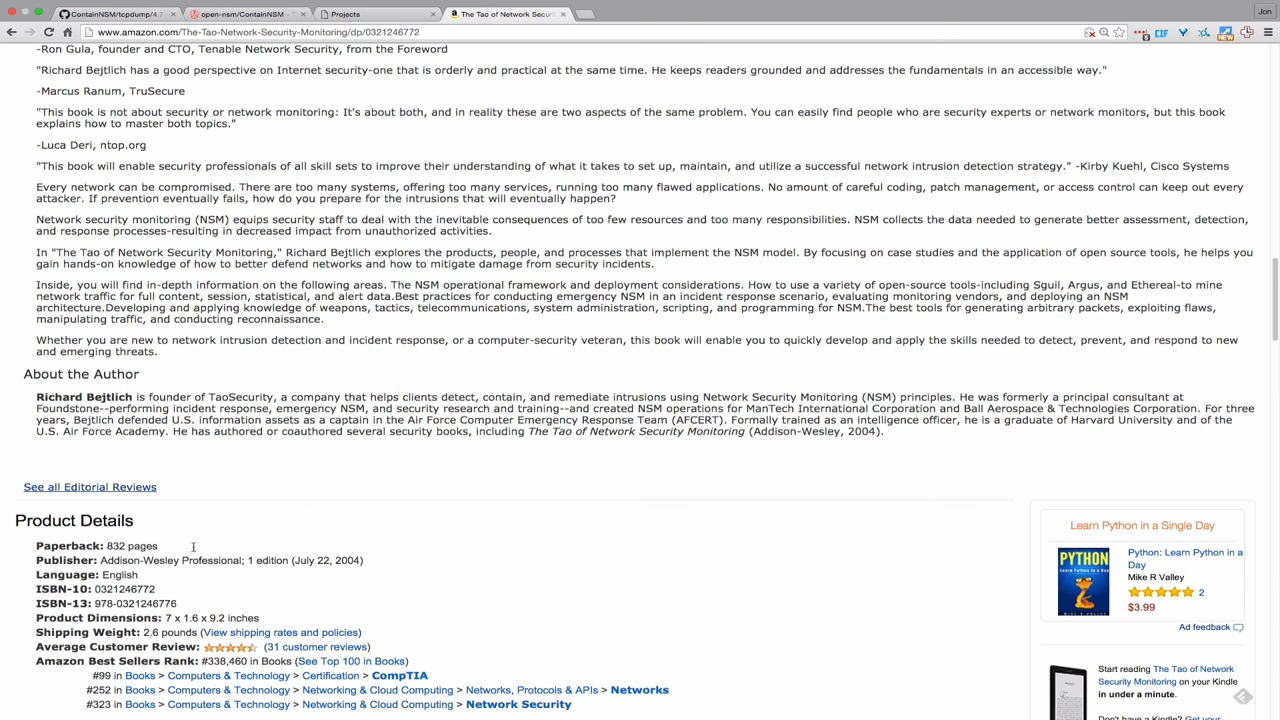 ContainNSM/tcpdump/4.7
open-nsm/ContainNSM - T
Projects
The Tao of Network Securi
Jon
www.amazon.com/The-Tao-Network-Security-Monitoring/dp/0321246772
CIF
NEW
-Ron Gula, founder and CTO, Tenable Network Security, from the Foreword
"Richard Bejtlich has a good perspective on Internet security-one that is orderly and practical at the same time. He keeps readers grounded and addresses the fundamentals in an accessible way."
-Marcus Ranum, TruSecure
"This book is not about security or network monitoring: It's about both, and in reality these are two aspects of the same problem. You can easily find people who are security experts or network monitors, but this book
explains how to master both topics."
-Luca Deri, ntop.org
"This book will enable security professionals of all skill sets to improve their understanding of what it takes to set up, maintain, and utilize a successful network intrusion detection strategy." -Kirby Kuehl, Cisco Systems
Every network can be compromised. There are too many systems, offering too many services, running too many flawed applications. No amount of careful coding, patch management, or access control can keep out every
attacker. If prevention eventually fails, how do you prepare for the intrusions that will eventually happen?
Network security monitoring (NSM) equips security staff to deal with the inevitable consequences of too few resources and too many responsibilities. NSM collects the data needed to generate better assessment, detection,
and response processes-resulting in decreased impact from unauthorized activities.
In "The Tao of Network Security Monitoring," Richard Bejtlich explores the products, people, and processes that implement the NSM model. By focusing on case studies and the application of open source tools, he helps you
gain hands-on knowledge of how to better defend networks and how to mitigate damage from security incidents.
Inside, you will find in-depth information on the following areas. The NSM operational framework and deployment considerations. How to use a variety of open-source tools-including Sguil, Argus, and Ethereal-to mine
network traffic for full content, session, statistical, and alert data.Best practices for conducting emergency NSM in an incident response scenario, evaluating monitoring vendors, and deploying an NSM
architecture.Developing and applying knowledge of weapons, tactics, telecommunications, system administration, scripting, and programming for NSM.The best tools for generating arbitrary packets, exploiting flaws,
manipulating traffic, and conducting reconnaissance.
Whether you are new to network intrusion detection and incident response, or a computer-security veteran, this book will enable you to quickly develop and apply the skills needed to detect, prevent, and respond to new
and emerging threats.
About the Author
Richard Bejtlich is founder of TaoSecurity, a company that helps clients detect, contain, and remediate intrusions using Network Security Monitoring (NSM) principles. He was formerly a principal consultant at
Foundstone--performing incident response, emergency NSM, and security research and training--and created NSM operations for ManTech International Corporation and Ball Aerospace & Technologies Corporation. For three
years, Bejtlich defended U.S. information assets as a captain in the Air Force Computer Emergency Response Team (AFCERT). Formally trained as an intelligence officer, he is a graduate of Harvard University and of the
U.S. Air Force Academy. He has authored or coauthored several security books, including The Tao of Network Security Monitoring (Addison-Wesley, 2004).
See all Editorial Reviews
Product Details
Paperback: 832 pages
Publisher: Addison-Wesley Professional; 1 edition (July 22, 2004)
Language: English
ISBN-10: 0321246772
ISBN-13: 978-0321246776
Product Dimensions: 7 x 1.6 x 9.2 inches
Shipping Weight: 2.6 pounds (View shipping rates and policies)
Average Customer Review: (31 customer reviews)
Amazon Best Sellers Rank: #338,460 in Books (See Top 100 in Books)
#99 in Books > Computers & Technology > Certification > CompTIA
#252 in Books > Computers & Technology > Networking & Cloud Computing > Networks, Protocols & APIs > Networks
#323 in Books > Computers & Technology > Networking & Cloud Computing > Network Security
Learn Python in a Single Day
PYTHON
Python: Learn Python in a
Day
Mike R Valley
2
$3.99
Ad feedback
Start reading The Tao of Network
Security Monitoring on your Kindle
in under a minute.
Don't have a Kindle? Get your